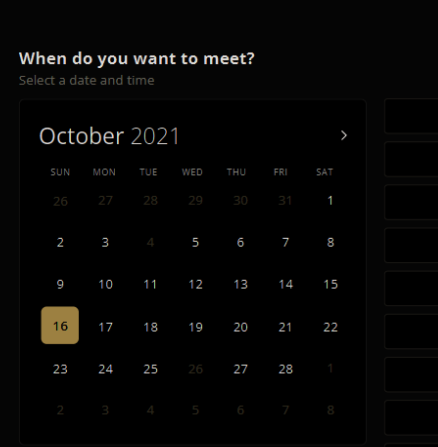 When do you want to meet?
Select a date and time
October 2021 >
SUN MON TUE WED THU FRI SAT
26 27 28 29 30 31 1
2 3 4 5 6 7 8
9 10 11 12 13 14 15
16 17 18 19 20 21 22
23 24 25 26 27 28 1
2 3 4 5 6 7 8